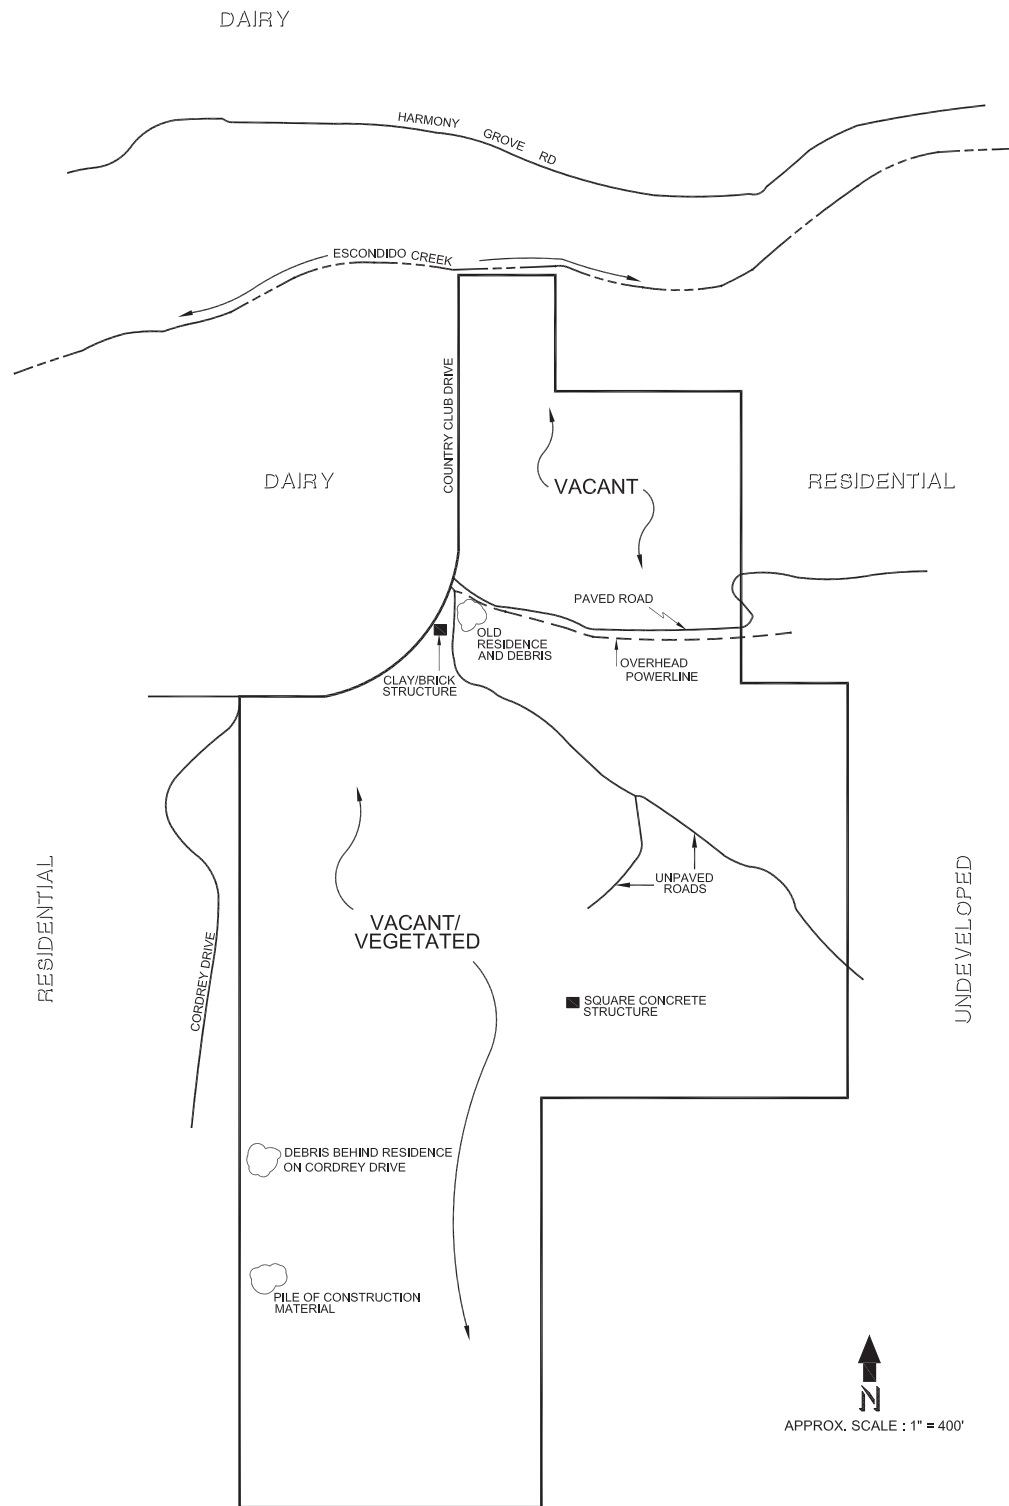 DAIRY
HARMONY GROVE RD
ESCONDIDO CREEK
COUNTRY CLUB DRIVE
DAIRY
VACANT
RESIDENTIAL
PAVED ROAD
OLD
RESIDENCE
AND DEBRIS
OVERHEAD
POWERLINE
CLAY/BRICK
STRUCTURE
UNPAVED
ROADS
RESIDENTIAL
CORDREY DRIVE
VACANT/
VEGETATED
UNDEVELOPED
SQUARE CONCRETE
STRUCTURE
DEBRIS BEHIND RESIDENCE
ON CORDREY DRIVE
PILE OF CONSTRUCTION
MATERIAL
N
APPROX. SCALE : 1" = 400'